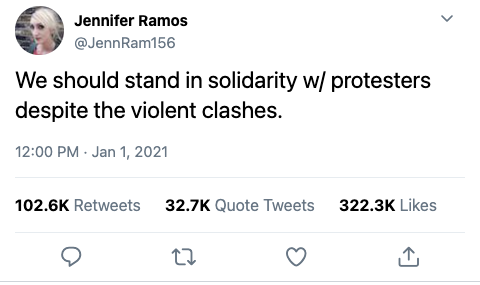 Jennifer Ramos
@JennRam156
We should stand in solidarity w/ protesters
despite the violent clashes.
12:00 PM · Jan 1, 2021
102.6K Retweets 32.7K Quote Tweets 322.3K Likes